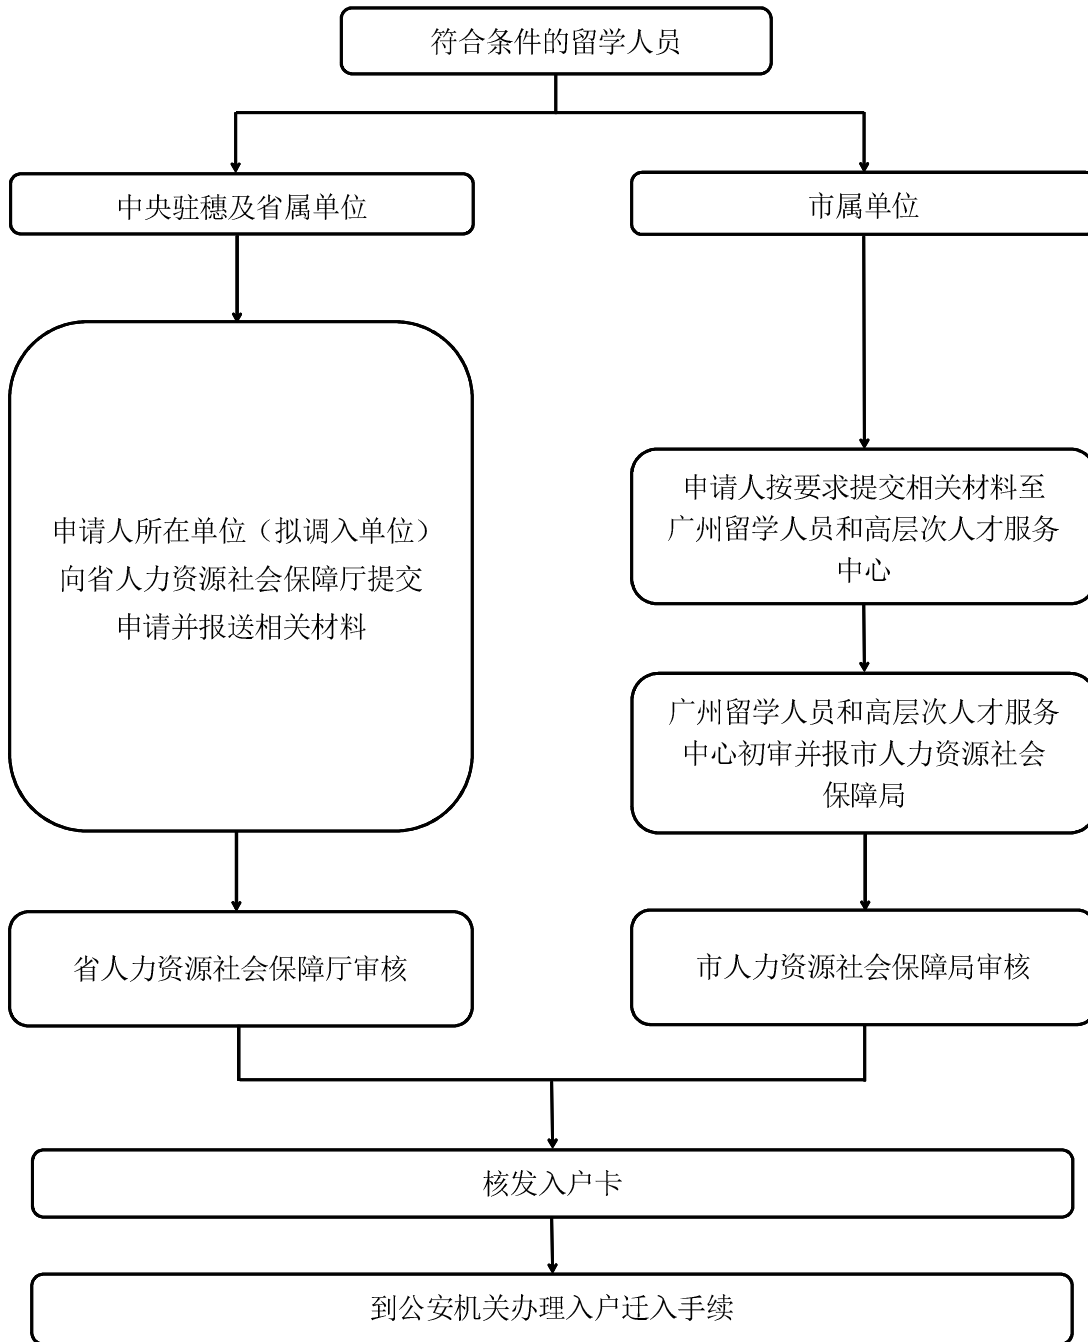 符合条件的留学人员
中央驻穗及省属单位
市属单位
申请人所在单位（拟调入单位）
向省人力资源社会保障厅提交
申请并报送相关材料
申请人按要求提交相关材料至
广州留学人员和高层次人才服务
中心
广州留学人员和高层次人才服务
中心初审并报市人力资源社会
保障局
省人力资源社会保障厅审核
市人力资源社会保障局审核
核发入户卡
到公安机关办理入户迁入手续